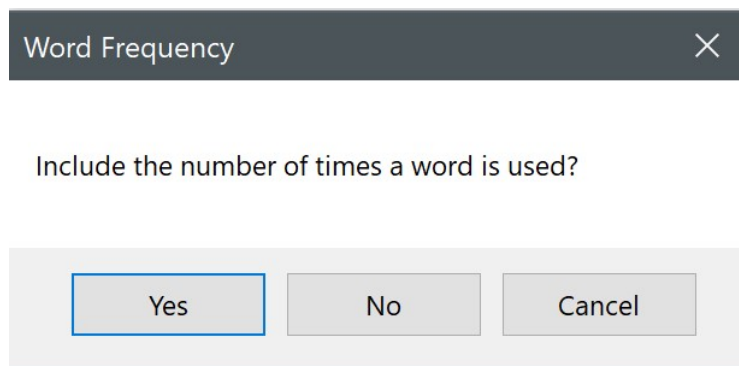 Word Frequency
Include the number of times a word is used?
Yes No Cancel